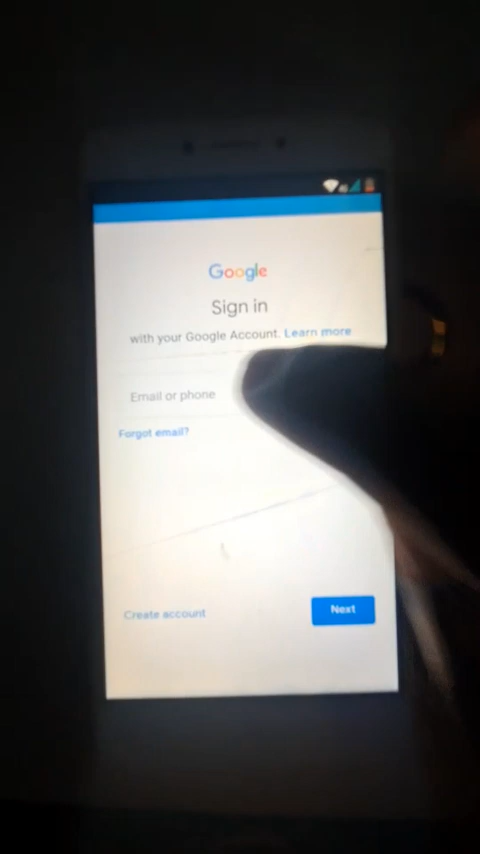 Google
Sign in
with your Google Account. Learn more
Email or phone
Forgot email?
Create account
Next